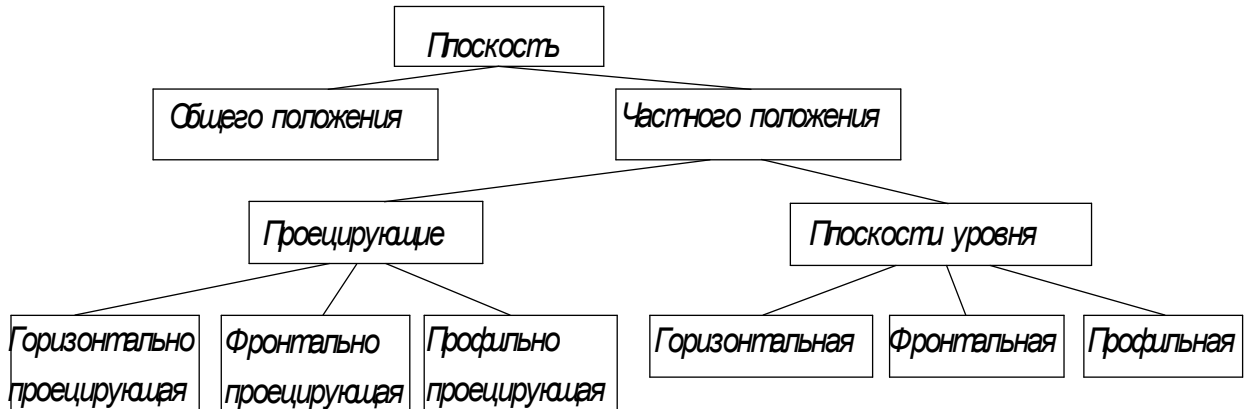 Плоскость
Общего положения
Частного положения
Проецирующие
Плоскости уровня
Горизонтально
проецирующая
Фронтально
проецирующая
Профильно
проецирующая
Горизонтальная
Фронтальная
Профильная